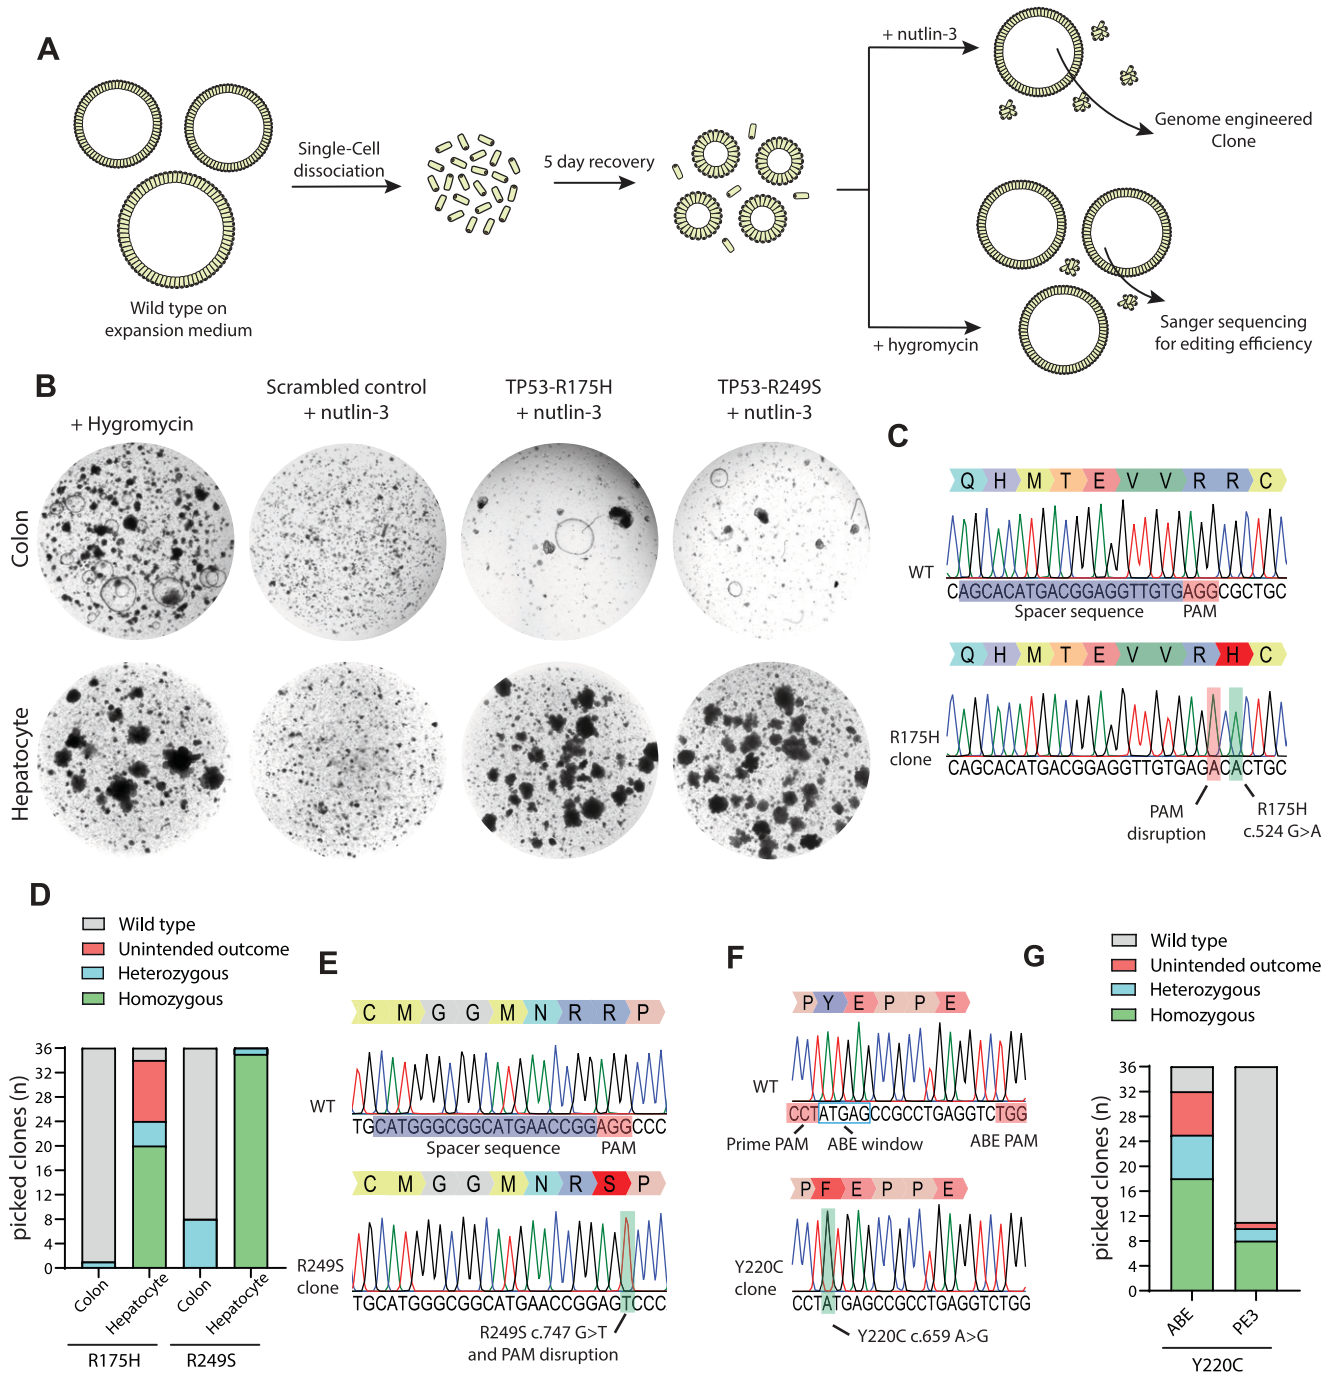 A
Wild type on
expansion medium
Single-Cell
dissociation
5 day recovery
+ nutlin-3
Genome engineered
Clone
+ hygromycin
Sanger sequencing
for editing efficiency
B
+ Hygromycin
Scrambled control
+ nutlin-3
TP53-R175H
+ nutlin-3
TP53-R249S
+ nutlin-3
Colon
Hepatocyte
C
Q H M T E V V R R C
WT
CAGCACATGACGGAGGTTGTGAGGCGCTGC
Spacer sequence
PAM
Q H M T E V V R H C
R175H
clone
CAGCACATGACGGAGGTTGTGAGACACTGC
PAM
disruption
R175H
c.524 G>A
D
Wild type
Unintended outcome
Heterozygous
Homozygous
picked clones (n)
36
32
28
24
20
16
12
8
4
0
Colon
Hepatocyte
Colon
Hepatocyte
R175H
R249S
E
C M G G M N R R P
WT
TGCATGGGCGGCATGAACCGGAGGCCC
Spacer sequence
PAM
C M G G M N R S P
R249S
clone
TGCATGGGCGGCATGAACCGGAGTCCC
R249S c.747 G>T
and PAM disruption
F
P Y E P P E
WT
CCTATGAGCCGCCTGAGGTCTGG
Prime PAM
ABE window
ABE PAM
P F E P P E
Y220C
clone
CCTATGAGCCGCCTGAGGTCTGG
Y220C c.659 A>G
G
Wild type
Unintended outcome
Heterozygous
Homozygous
picked clones (n)
36
32
28
24
20
16
12
8
4
0
ABE
PE3
Y220C